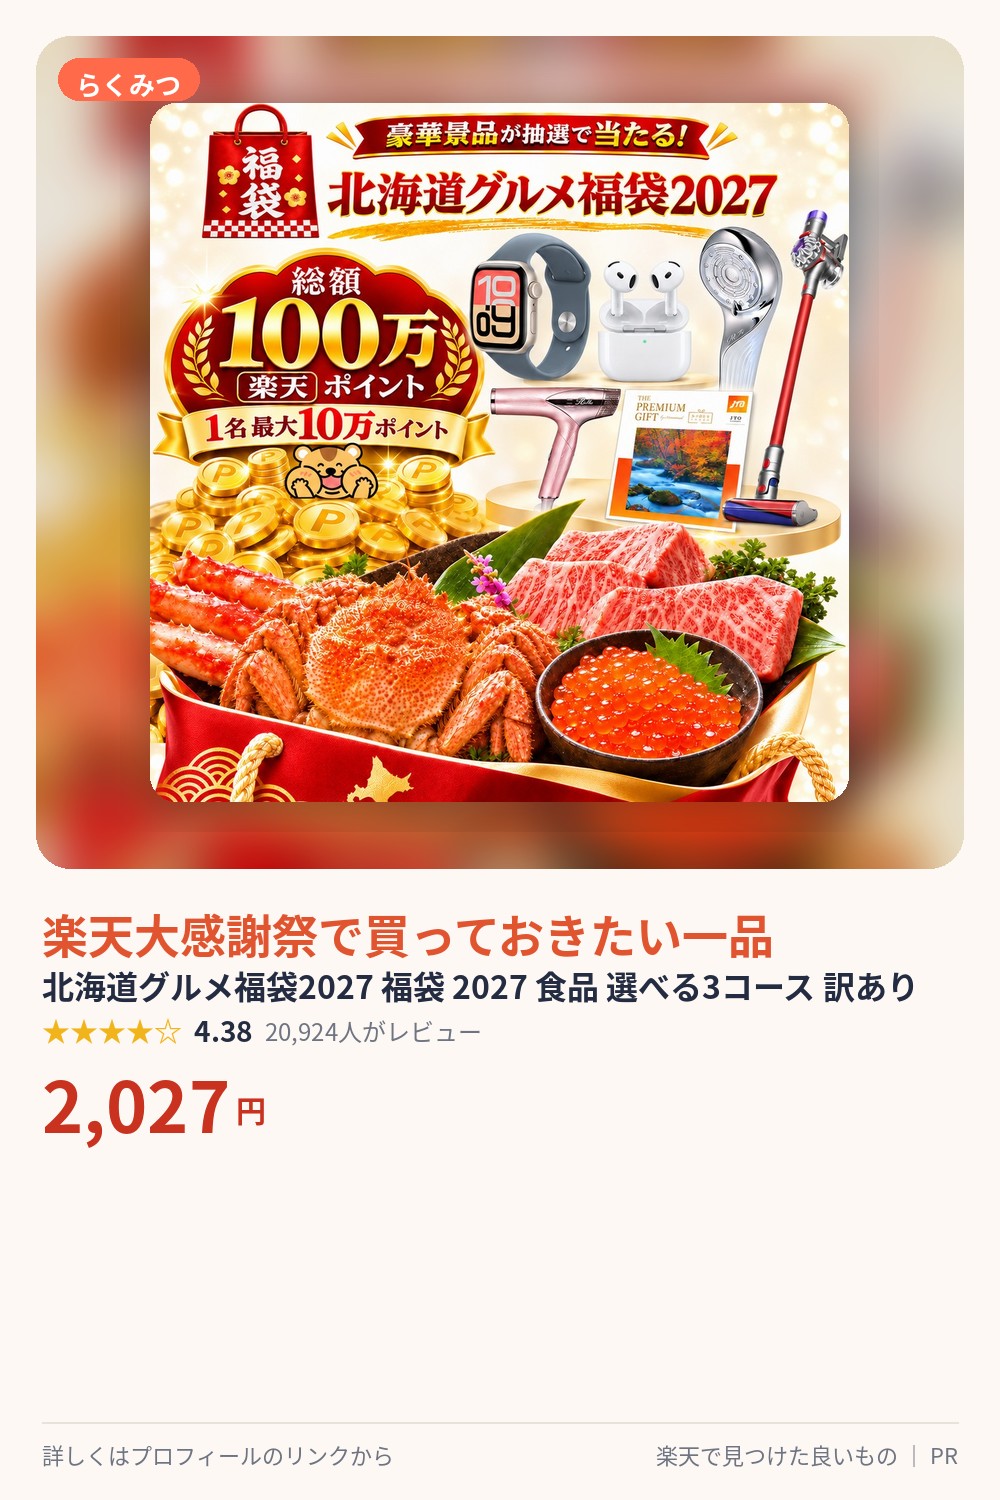 らくみつ
福袋
豪華景品が抽選で当たる!
北海道グルメ福袋2027
総額
100万
楽天ポイント
1名最大10万ポイント
THE
PREMIUM
GIFT
楽天大感謝祭で買っておきたい一品
北海道グルメ福袋2027 福袋 2027 食品 選べる3コース 訳あり
★★★★☆ 4.38 20,924人がレビュー
2,027円
詳しくはプロフィールのリンクから
楽天で見つけた良いもの | PR